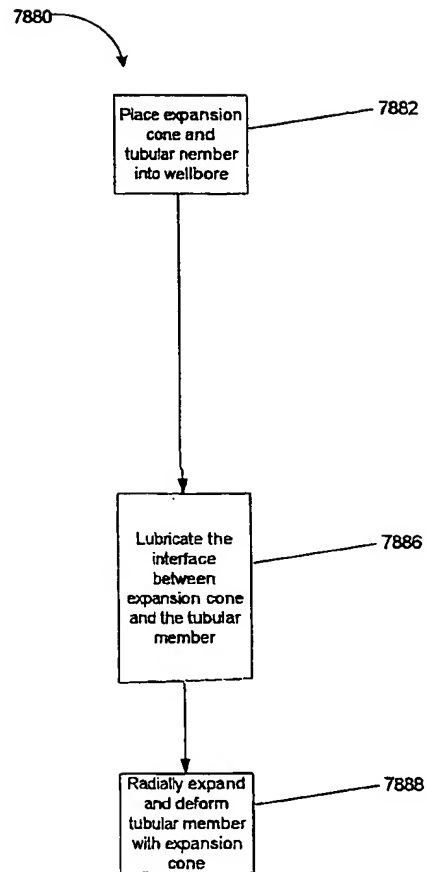 7880
Place expansion
cone and
tubular nember
into wellbore
7882
Lubricate the
interface
between
expansion cone
and the tubular
member
7886
Radially expand
and deform
tubular member
with expansion
cone
7888